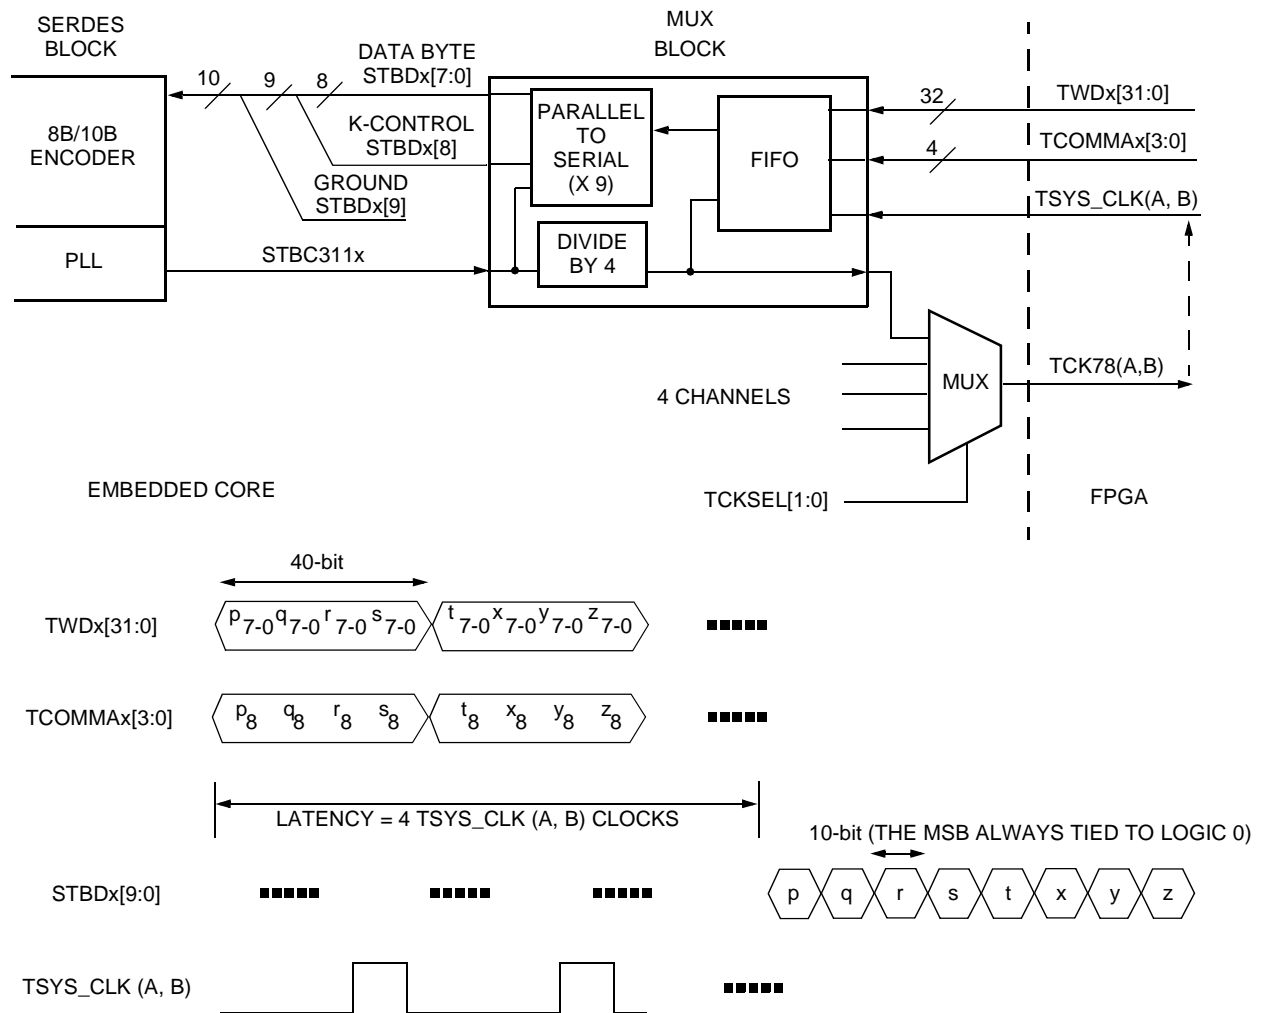 SERDES
BLOCK
MUX
BLOCK
10
9
8
DATA BYTE
STBDx[7:0]
K-CONTROL
STBDx[8]
GROUND
STBDx[9]
8B/10B
ENCODER
PLL
STBC311x
PARALLEL
TO
SERIAL
(X 9)
DIVIDE
BY 4
FIFO
32
TWDx[31:0]
4
TCOMMAx[3:0]
TSYS_CLK(A, B)
MUX
TCK78(A,B)
4 CHANNELS
TCKSEL[1:0]
EMBEDDED CORE
FPGA
40-bit
TWDx[31:0]
p7-0 q7-0 r7-0 s7-0 t7-0 x7-0 y7-0 z7-0
TCOMMAx[3:0]
p8 q8 r8 s8 t8 x8 y8 z8
LATENCY = 4 TSYS_CLK (A, B) CLOCKS
10-bit (THE MSB ALWAYS TIED TO LOGIC 0)
STBDx[9:0]
p q r s t x y z
TSYS_CLK (A, B)